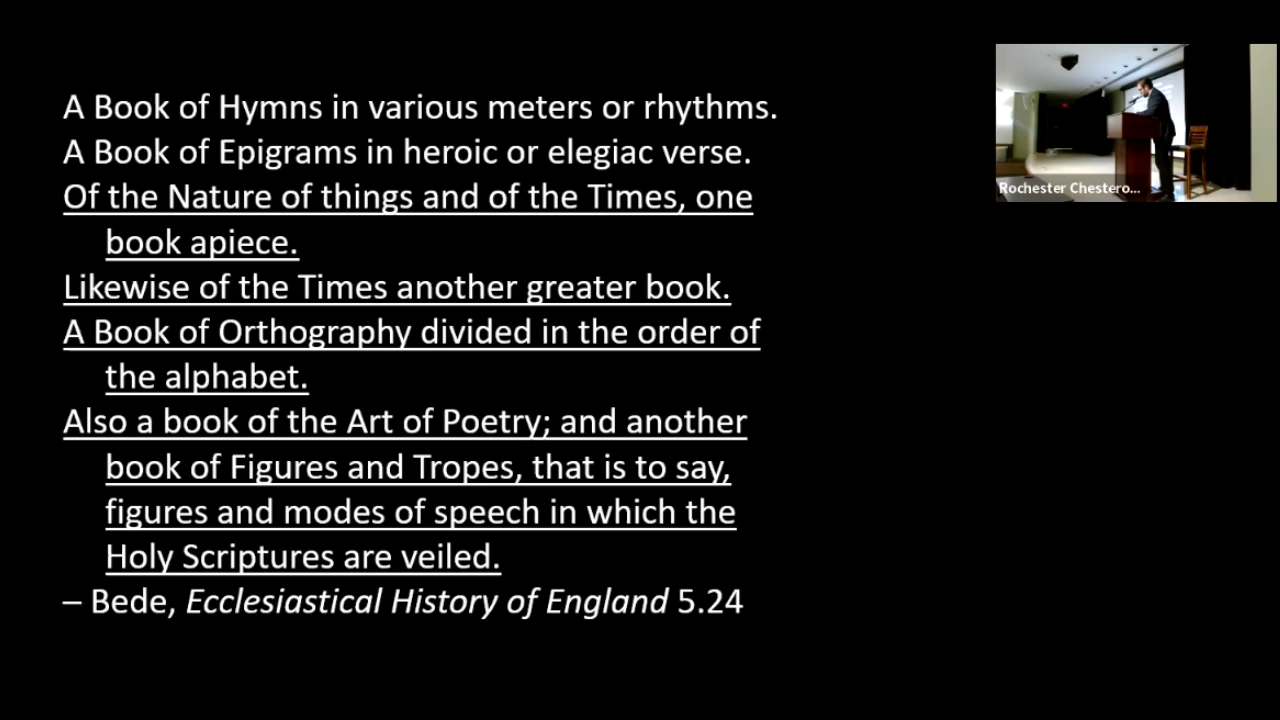 A Book of Hymns in various meters or rhythms.
A Book of Epigrams in heroic or elegiac verse.
Of the Nature of things and of the Times, one
book apiece.
Likewise of the Times another greater book.
A Book of Orthography divided in the order of
the alphabet.
Also a book of the Art of Poetry; and another
book of Figures and Tropes, that is to say,
figures and modes of speech in which the
Holy Scriptures are veiled.
– Bede, Ecclesiastical History of England 5.24
Rochester Chestero...